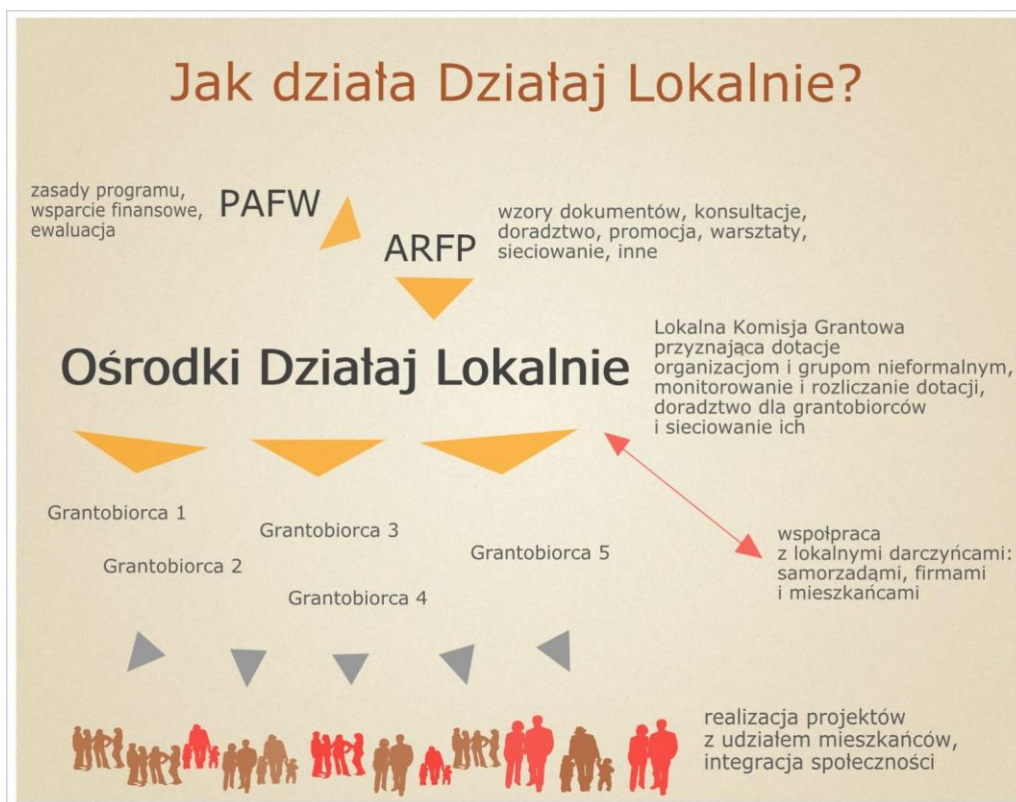 Jak działa Działaj Lokalnie?
zasady programu,
wsparcie finansowe,
ewaluacja
PAFW
ARFP
wzory dokumentów, konsultacje,
doradztwo, promocja, warsztaty,
sieciowanie, inne
Ośrodki Działaj Lokalnie
Lokalna Komisja Grantowa
przyznająca dotacje
organizacjom i grupom nieformalnym,
monitorowanie i rozliczanie dotacji,
doradztwo dla grantobiorców
i sieciowanie ich
Grantobiorca 1
Grantobiorca 2
Grantobiorca 3
Grantobiorca 4
Grantobiorca 5
wspołpraca
z lokalnymi darczyńcami:
samorządámi, firmami
i mieszkańcami
realizacja projektów
z udziałem mieszkańców,
integracja społeczności